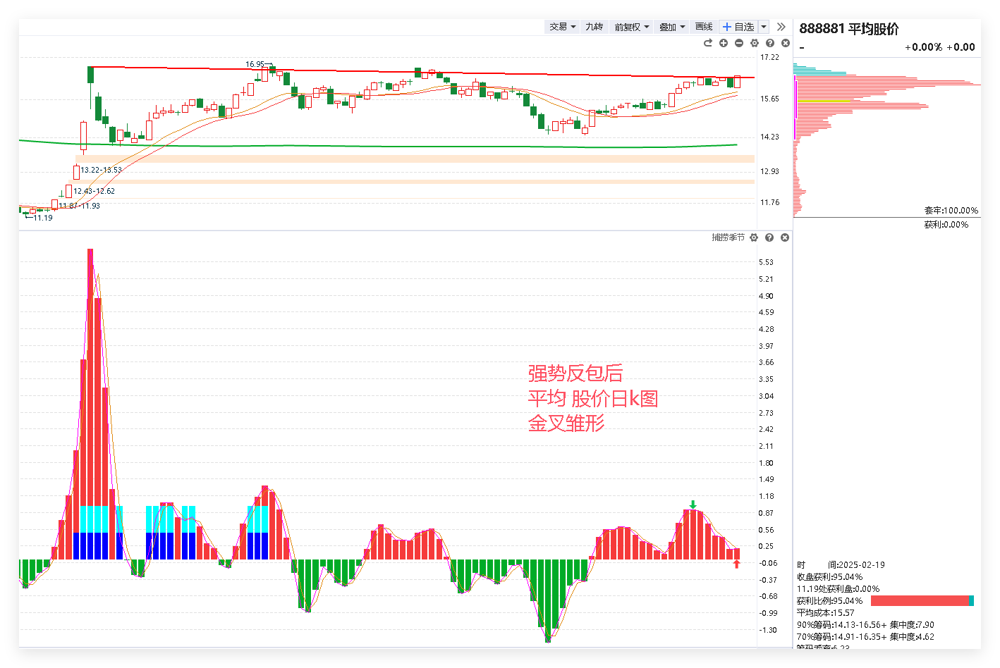 交易 九转 前复权 叠加 画线 + 自选
888881 平均股价
- +0.00% +0.00
17.22
16.95
15.65
14.23
13.22-13.53
12.93
12.43-12.62
11.87-11.93
11.76
11.19
套牢:100.00%
获利:0.00%
捕捞季节
5.53
5.21
4.90
4.59
4.28
3.97
3.66
3.35
3.04
2.73
2.42
2.11
1.80
1.49
1.18
0.87
0.56
0.25
-0.06
-0.37
-0.68
-0.99
-1.30
强势反包后
平均 股价日k图
金叉雏形
时 间:2025-02-19
收盘获利:95.04%
11.19处获利盘:0.00%
获利比例:95.04%
平均成本:15.57
90%筹码:14.13-16.56+ 集中度:7.90
70%筹码:14.91-16.35+ 集中度:4.62